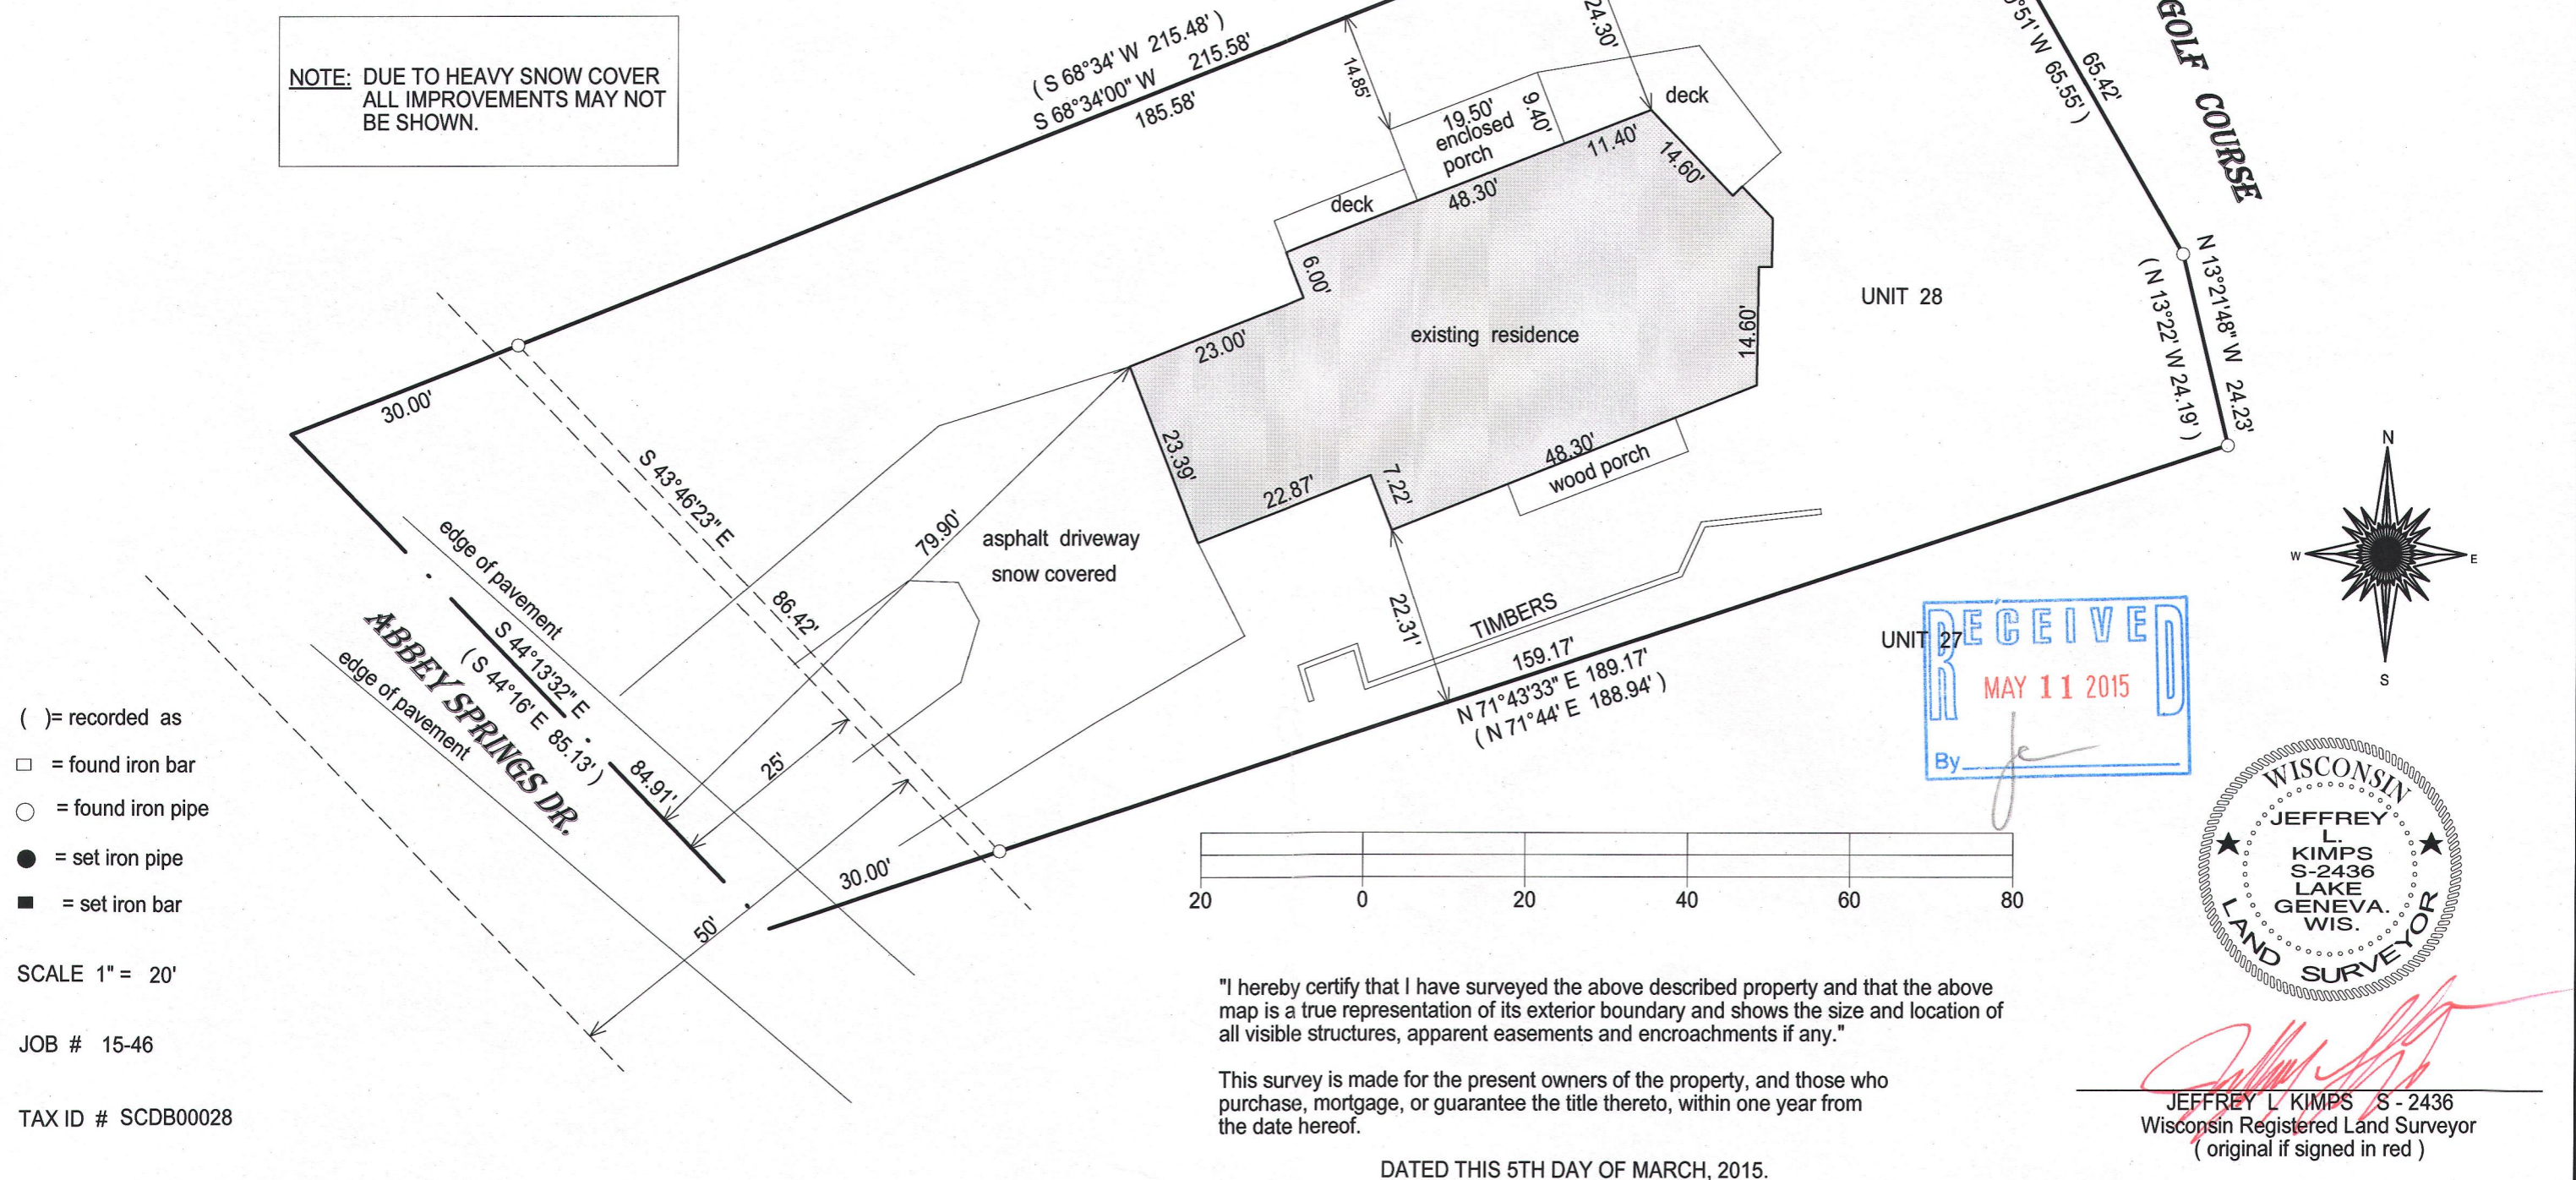 NOTE: DUE TO HEAVY SNOW COVER
ALL IMPROVEMENTS MAY NOT
BE SHOWN.
( S 68°34' W 215.48' )
S 68°34'00" W 215.58'
185.58'
14.85'
24.30'
19.50'
enclosed
porch
9.40'
deck
11.40'
14.60'
48.30'
deck
6.00'
23.00'
existing residence
14.60'
UNIT 28
°51' W 65.55' )
65.42'
GOLF COURSE
N 13°21'48" W 24.23'
( N 13°22' W 24.19' )
30.00'
S 43°46'23" E
86.42'
79.90'
asphalt driveway
snow covered
23.39'
22.87'
7.22'
48.30'
wood porch
22.31'
TIMBERS
159.17'
N 71°43'33" E 189.17'
( N 71°44' E 188.94' )
UNIT 27
RECEIVED
MAY 11 2015
By
edge of pavement
S 44°13'32" E
( S 44°16' E 85.13' )
84.91'
ABBEY SPRINGS DR.
edge of pavement
25'
50'
30.00'
N
W
E
S
( )= recorded as
= found iron bar
= found iron pipe
= set iron pipe
= set iron bar
SCALE 1" = 20'
JOB # 15-46
TAX ID # SCDB00028
20 0 20 40 60 80
WISCONSIN
JEFFREY
L.
KIMPS
S-2436
LAKE
GENEVA.
WIS.
LAND SURVEYOR
"I hereby certify that I have surveyed the above described property and that the above
map is a true representation of its exterior boundary and shows the size and location of
all visible structures, apparent easements and encroachments if any."
This survey is made for the present owners of the property, and those who
purchase, mortgage, or guarantee the title thereto, within one year from
the date hereof.
DATED THIS 5TH DAY OF MARCH, 2015.
JEFFREY L KIMPS S - 2436
Wisconsin Registered Land Surveyor
( original if signed in red )